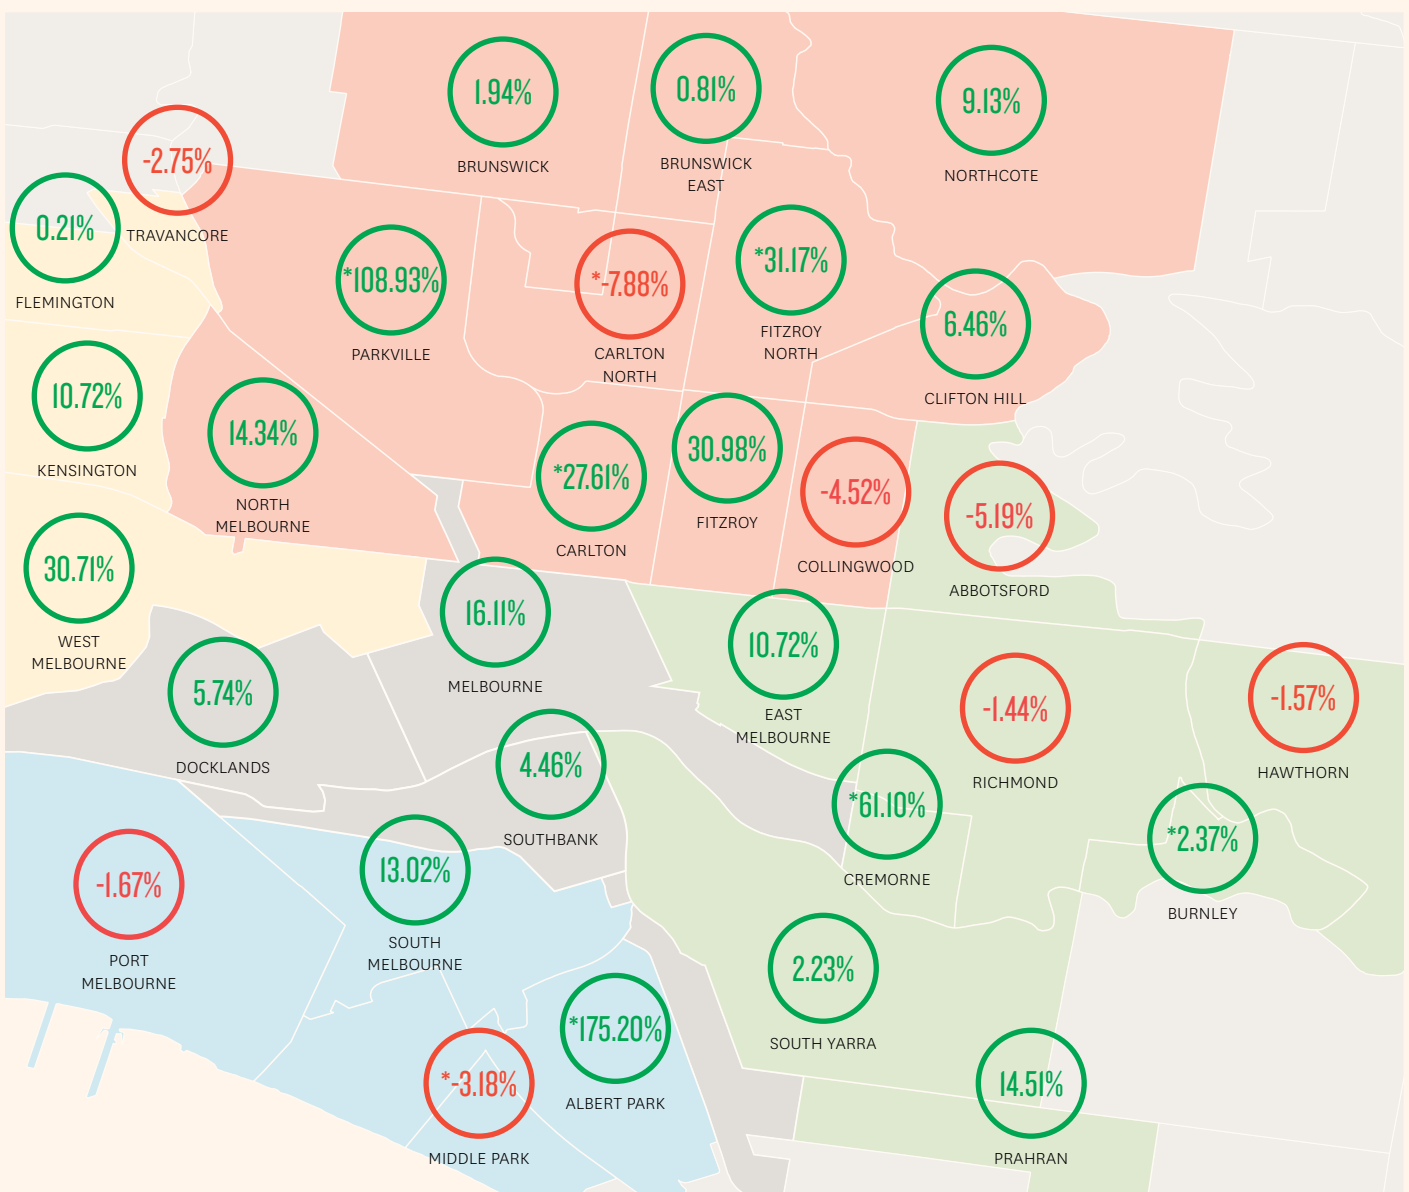 1.94%
BRUNSWICK
0.81%
BRUNSWICK
EAST
9.13%
NORTHCOTE
-2.75%
TRAVANCORE
0.21%
FLEMINGTON
*108.93%
PARKVILLE
*-7.88%
CARLTON
NORTH
*31.17%
FITZROY
NORTH
6.46%
CLIFTON HILL
10.72%
KENSINGTON
14.34%
NORTH
MELBOURNE
*27.61%
CARLTON
30.98%
FITZROY
-4.52%
COLLINGWOOD
-5.19%
ABBOTSFORD
30.71%
WEST
MELBOURNE
16.11%
MELBOURNE
10.72%
EAST
MELBOURNE
5.74%
DOCKLANDS
-1.44%
RICHMOND
-1.57%
HAWTHORN
4.46%
SOUTHBANK
*61.10%
CREMORNE
*2.37%
BURNLEY
-1.67%
PORT
MELBOURNE
13.02%
SOUTH
MELBOURNE
2.23%
SOUTH YARRA
*175.20%
ALBERT PARK
*-3.18%
MIDDLE PARK
14.51%
PRAHRAN